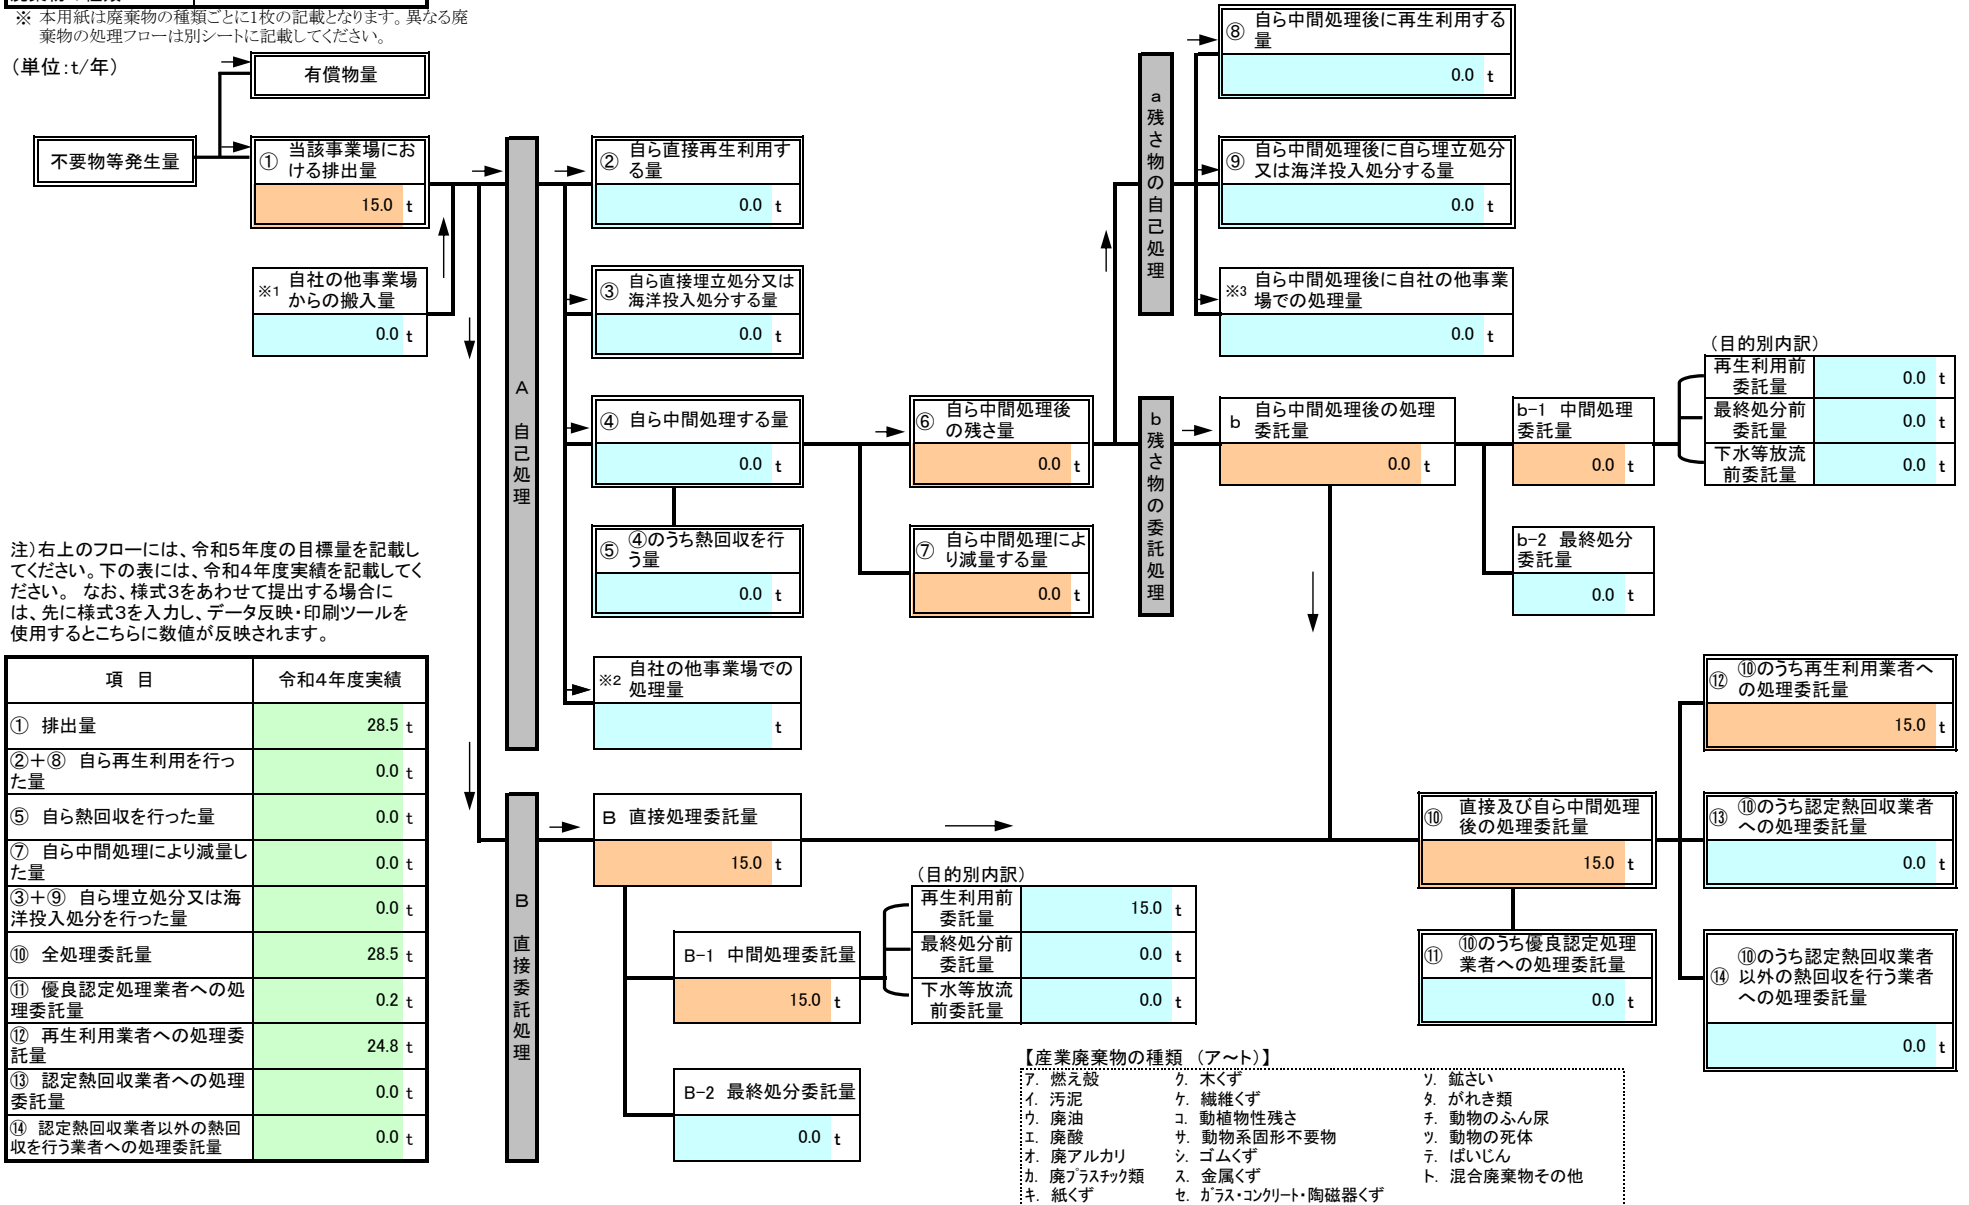 ※ 本用紙は廃棄物の種類ごとに1枚の記載となります。異なる廃
棄物の処理フローは別シートに記載してください。
（単位：t/年）
有償物量
不要物等発生量
① 当該事業場にお
ける排出量
15.0 t
※1 自社の他事業場
からの搬入量
0.0 t
A 自己処理
② 自ら直接再生利用す
る量
0.0 t
③ 自ら直接埋立処分又は
海洋投入処分する量
0.0 t
④ 自ら中間処理する量
0.0 t
⑤ ④のうち熱回収を行
う量
0.0 t
※2 自社の他事業場での
処理量
t
⑥ 自ら中間処理後
の残さ量
0.0 t
⑦ 自ら中間処理によ
り減量する量
0.0 t
a 残さ物の自己処理
⑧ 自ら中間処理後に再生利用する
量
0.0 t
⑨ 自ら中間処理後に自ら埋立処分
又は海洋投入処分する量
0.0 t
※3 自ら中間処理後に自社の他事業
場での処理量
0.0 t
b 残さ物の委託処理
b 自ら中間処理後の処理
委託量
0.0 t
b-1 中間処理
委託量
0.0 t
（目的別内訳）
再生利用前
委託量
0.0 t
最終処分前
委託量
0.0 t
下水等放流
前委託量
0.0 t
b-2 最終処分
委託量
0.0 t
注）右上のフローには、令和5年度の目標量を記載し
てください。下の表には、令和4年度実績を記載してく
ださい。 なお、様式3をあわせて提出する場合に
は、先に様式3を入力し、データ反映・印刷ツールを
使用するとこちらに数値が反映されます。
項 目 令和4年度実績
① 排出量 28.5 t
②＋⑧ 自ら再生利用を行っ
た量 0.0 t
⑤ 自ら熱回収を行った量 0.0 t
⑦ 自ら中間処理により減量し
た量 0.0 t
③＋⑨ 自ら埋立処分又は海
洋投入処分を行った量 0.0 t
⑩ 全処理委託量 28.5 t
⑪ 優良認定処理業者への処
理委託量 0.2 t
⑫ 再生利用業者への処理委
託量 24.8 t
⑬ 認定熱回収業者への処理
委託量 0.0 t
⑭ 認定熱回収業者以外の熱回
収を行う業者への処理委託量 0.0 t
B 直接委託処理
B 直接処理委託量
15.0 t
B-1 中間処理委託量
15.0 t
（目的別内訳）
再生利用前
委託量
15.0 t
最終処分前
委託量
0.0 t
下水等放流
前委託量
0.0 t
B-2 最終処分委託量
0.0 t
⑩ 直接及び自ら中間処理
後の処理委託量
15.0 t
⑪ ⑩のうち優良認定処理
業者への処理委託量
0.0 t
⑫ ⑩のうち再生利用業者へ
の処理委託量
15.0 t
⑬ ⑩のうち認定熱回収業者
への処理委託量
0.0 t
⑭ ⑩のうち認定熱回収業者
以外の熱回収を行う業者
への処理委託量
0.0 t
【産業廃棄物の種類 （ア～ト）】
ア. 燃え殻 ク. 木くず ソ. 鉱さい
イ. 汚泥 ケ. 繊維くず タ. がれき類
ウ. 廃油 コ. 動植物性残さ チ. 動物のふん尿
エ. 廃酸 サ. 動物系固形不要物 ツ. 動物の死体
オ. 廃アルカリ シ. ゴムくず テ. ばいじん
カ. 廃プラスチック類 ス. 金属くず ト. 混合廃棄物その他
キ. 紙くず セ. ガラス・コンクリート・陶磁器くず